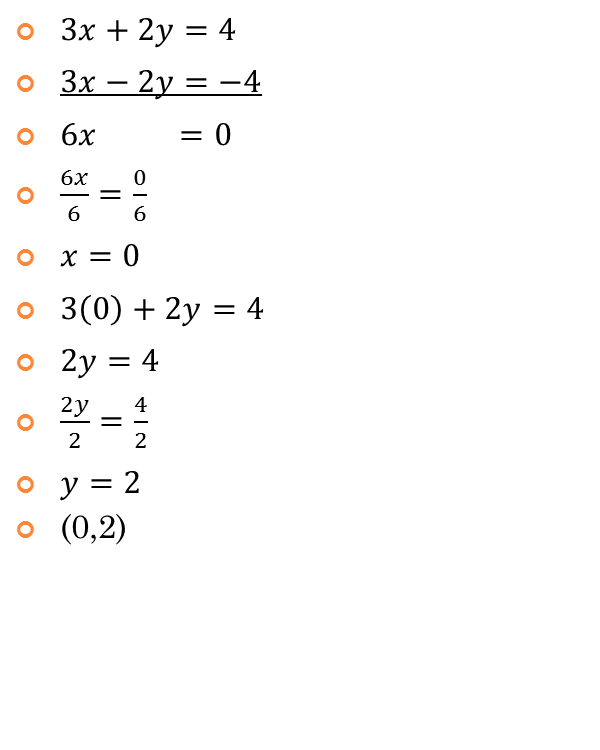 3x + 2y = 4
3x − 2y = −4
6x = 0
6x/6 = 0/6
x = 0
3(0) + 2y = 4
2y = 4
2y/2 = 4/2
y = 2
(0,2)